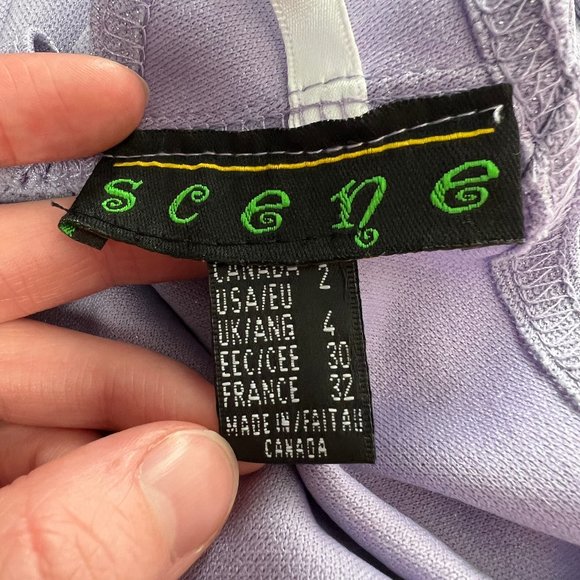 scene
CANADA 2
USA/EU
UK/ANG 4
EEC/CEE 30
FRANCE 32
MADE IN/FAIT AU
CANADA